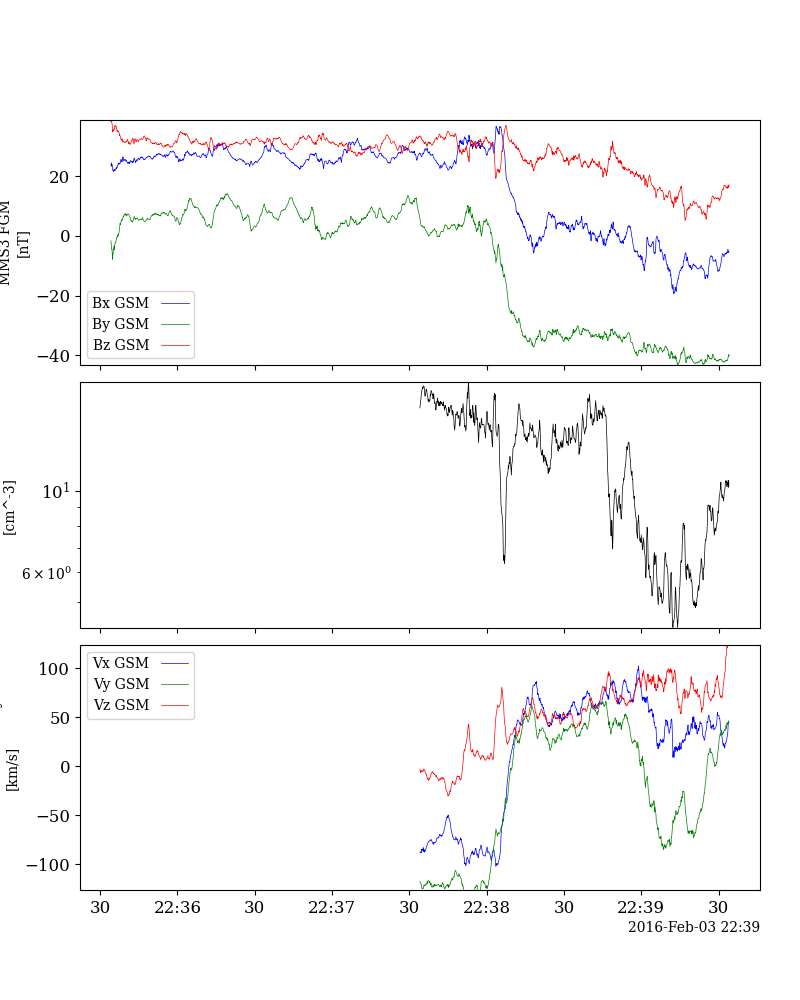 MMS3 FGM
[nT]
20
0
−20
−40
Bx GSM
By GSM
Bz GSM
[cm^-3]
10^1
6 × 10^0
[km/s]
100
50
0
−50
−100
Vx GSM
Vy GSM
Vz GSM
30 22:36 30 22:37 30 22:38 30 22:39 30
2016-Feb-03 22:39